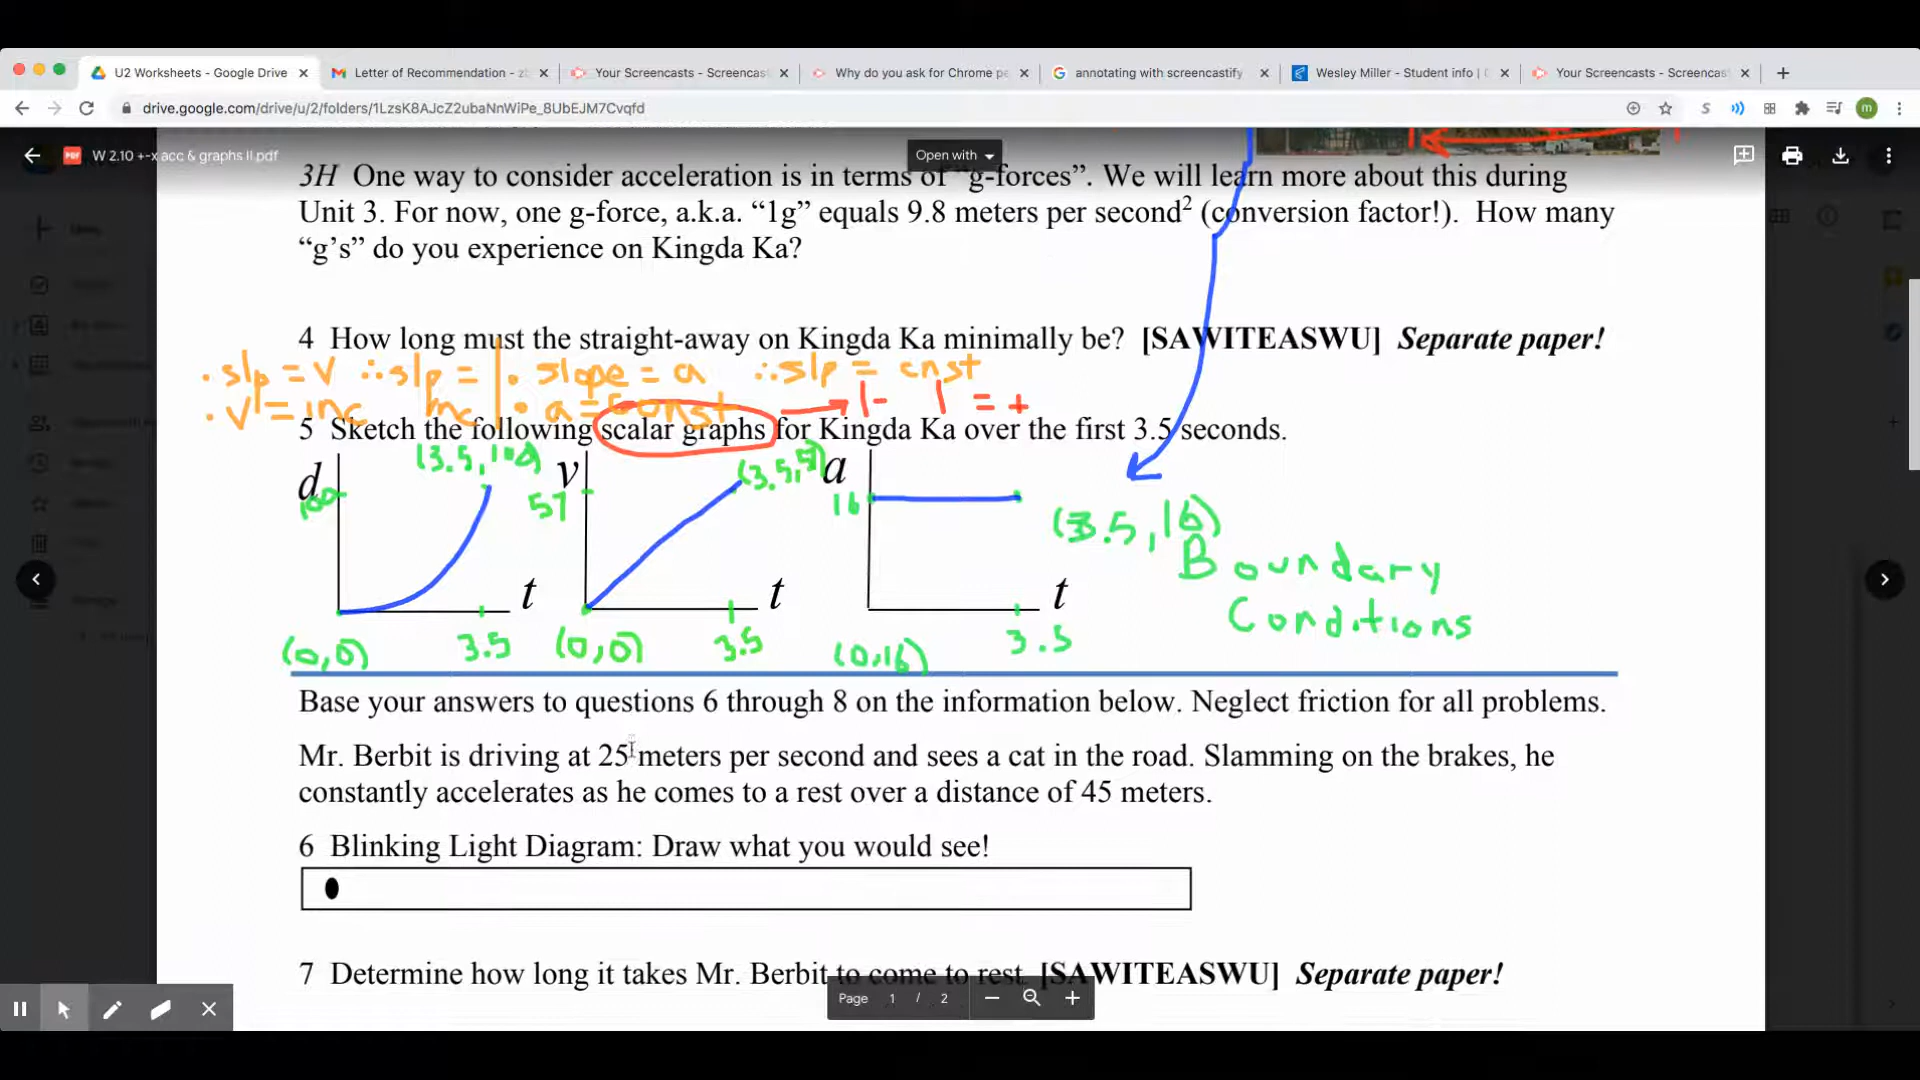 U2 Worksheets - Google Drive
Letter of Recommendation - z
Your Screencasts - Screencas
Why do you ask for Chrome pe
annotating with screencastify
Wesley Miller - Student info |
Your Screencasts - Screencas
drive.google.com/drive/u/2/folders/1LzsK8AJcZ2ubaNnWiPe_8UbEJM7Cvqfd
W 2.10 +-x acc & graphs II.pdf
Open with
3H One way to consider acceleration is in terms of “g-forces”. We will learn more about this during
Unit 3. For now, one g-force, a.k.a. “1g” equals 9.8 meters per second² (conversion factor!). How many
“g’s” do you experience on Kingda Ka?
4 How long must the straight-away on Kingda Ka minimally be? [SAWITEASWU] Separate paper!
· slp = v ∴ slp = | · slope = a ∴ slp = cnst
· v = inc inc | · a = const → |- | = +
5 Sketch the following scalar graphs for Kingda Ka over the first 3.5 seconds.
d 100 (3.5, 100) t
(0,0) 3.5
v 57 (3.5, 57) t
(0,0) 3.5
a 16 (3.5, 16) t
(0,16) 3.5
Boundary
Conditions
Base your answers to questions 6 through 8 on the information below. Neglect friction for all problems.
Mr. Berbit is driving at 25 meters per second and sees a cat in the road. Slamming on the brakes, he
constantly accelerates as he comes to a rest over a distance of 45 meters.
6 Blinking Light Diagram: Draw what you would see!
7 Determine how long it takes Mr. Berbit to come to rest. [SAWITEASWU] Separate paper!
Page 1 / 2